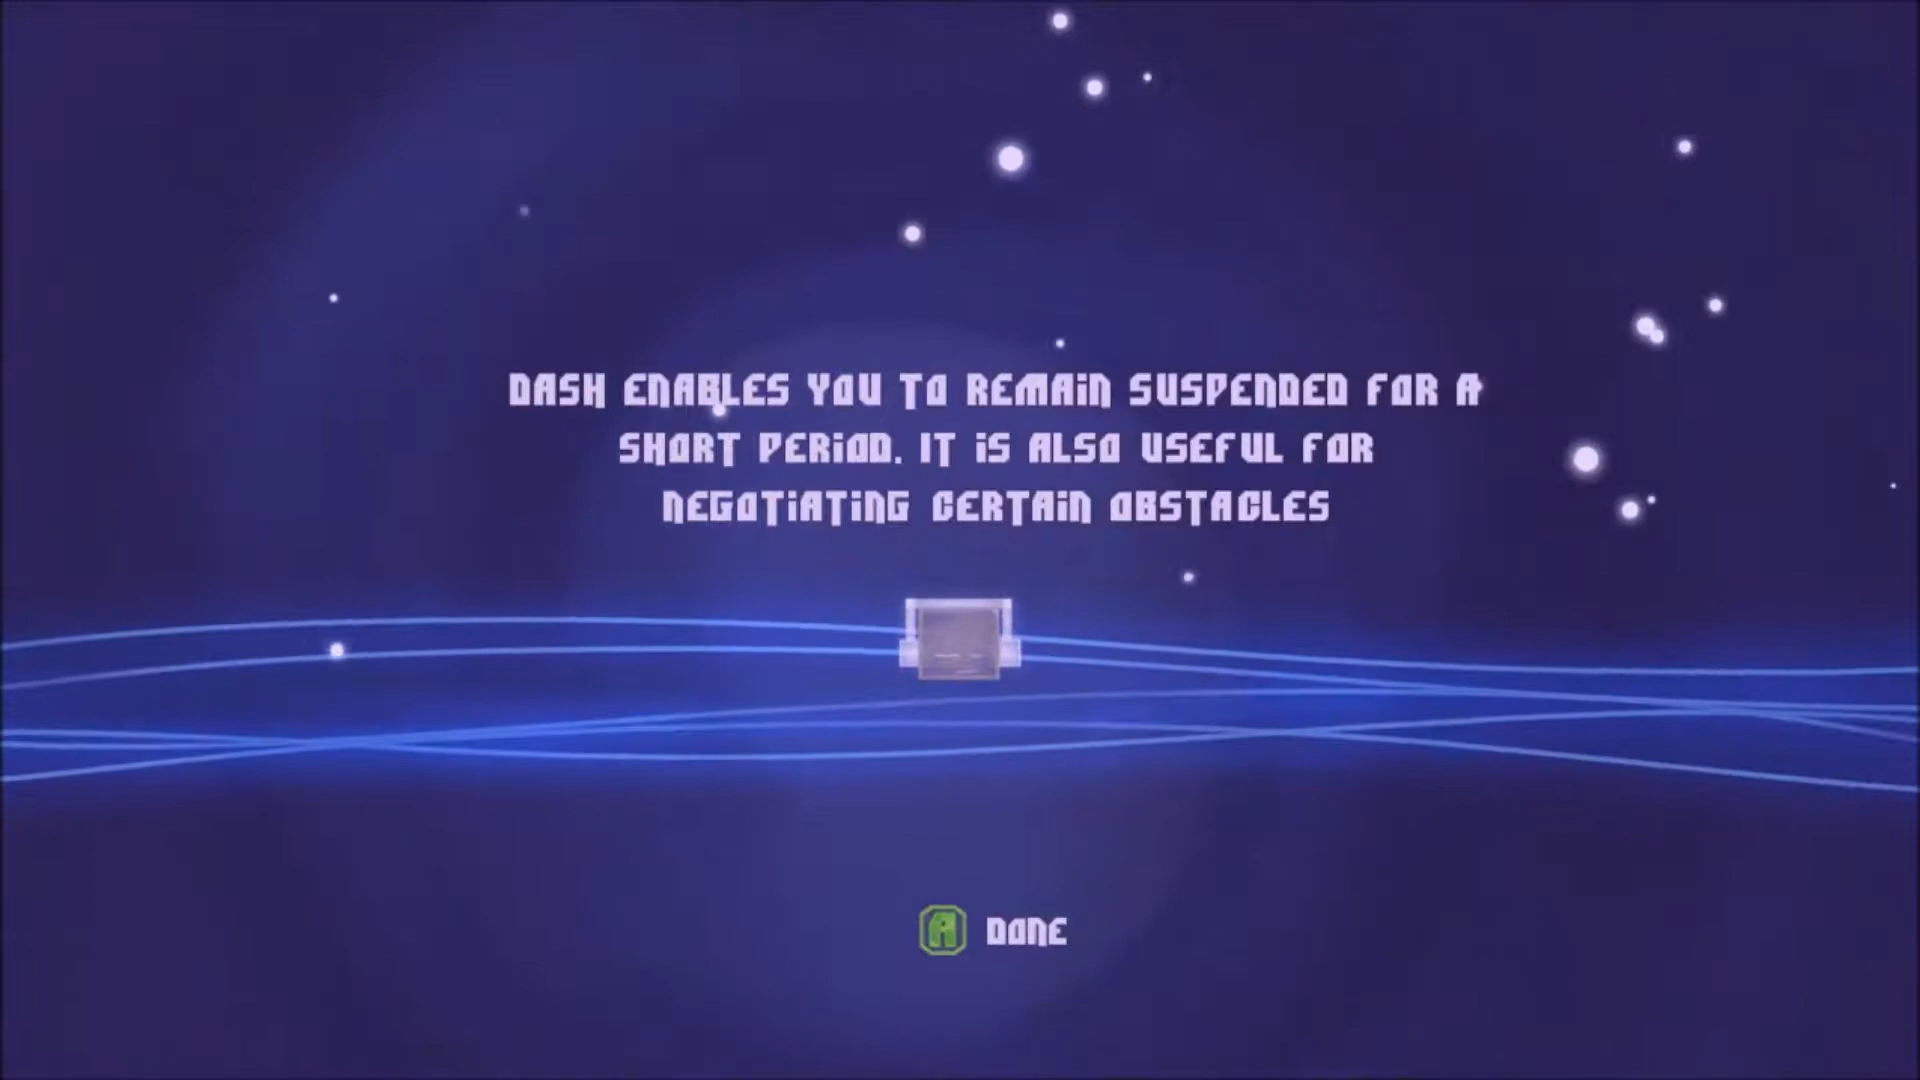 DASH ENABLES YOU TO REMAIN SUSPENDED FOR A
SHORT PERIOD. IT IS ALSO USEFUL FOR
NEGOTIATING CERTAIN OBSTACLES
A DONE